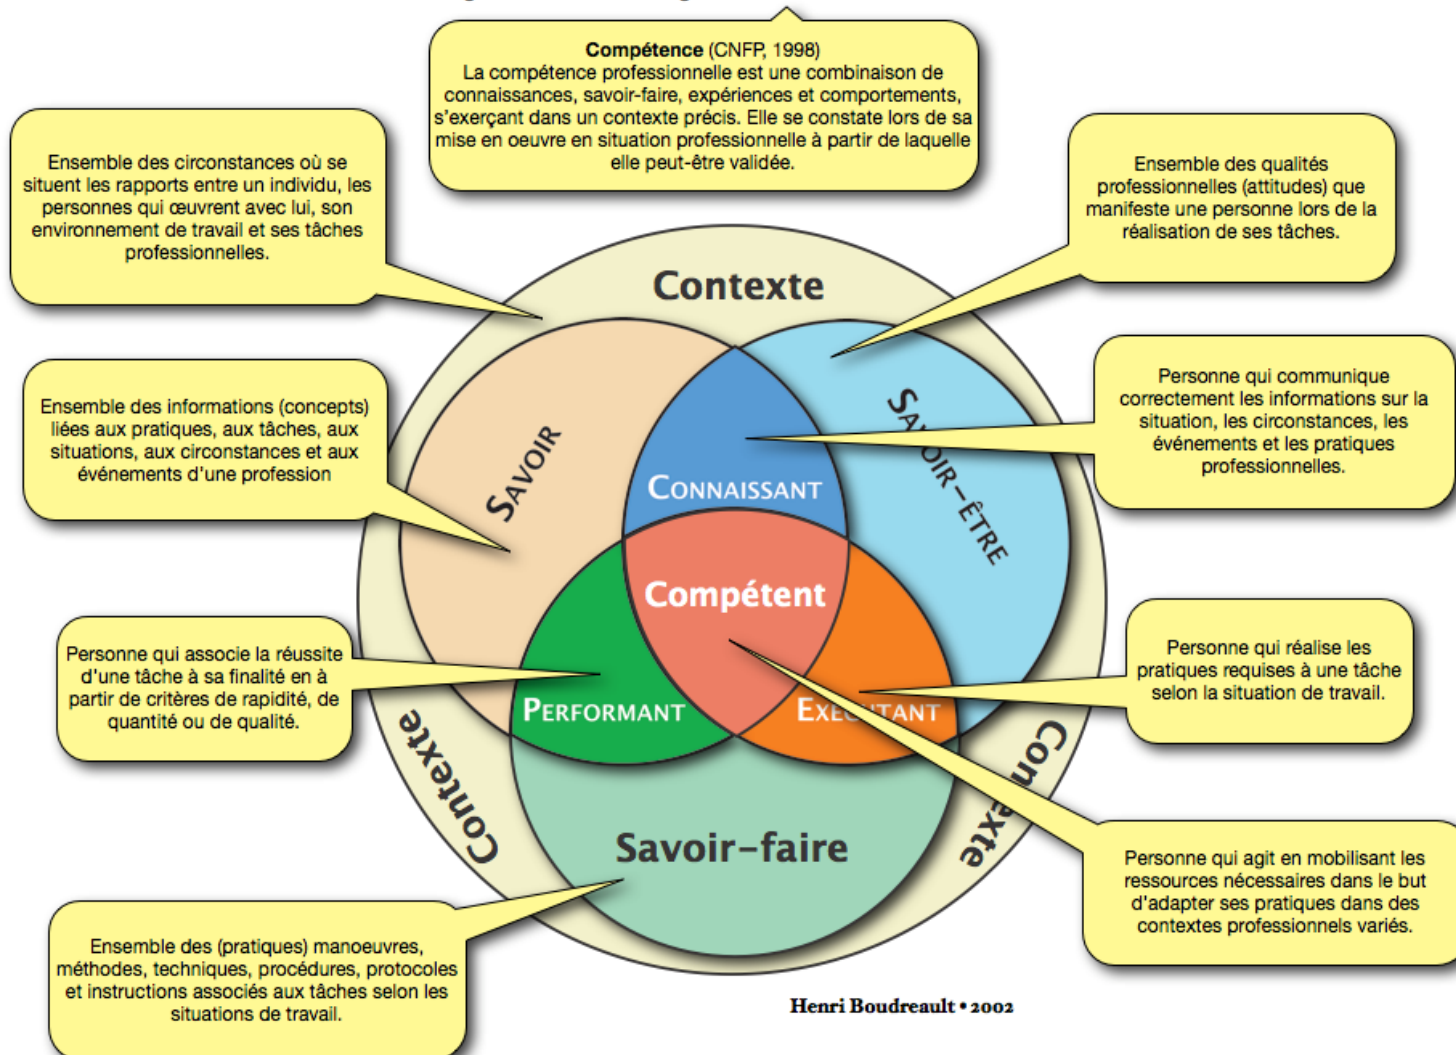 Compétence (CNFP, 1998)
La compétence professionnelle est une combinaison de
connaissances, savoir-faire, expériences et comportements,
s'exerçant dans un contexte précis. Elle se constate lors de sa
mise en oeuvre en situation professionnelle à partir de laquelle
elle peut-être validée.
Ensemble des circonstances où se
situent les rapports entre un individu, les
personnes qui œuvrent avec lui, son
environnement de travail et ses tâches
professionnelles.
Ensemble des qualités
professionnelles (attitudes) que
manifeste une personne lors de la
réalisation de ses tâches.
Contexte
Ensemble des informations (concepts)
liées aux pratiques, aux tâches, aux
situations, aux circonstances et aux
événements d'une profession
SAVOIR
SAVOIR-ÊTRE
Personne qui communique
correctement les informations sur la
situation, les circonstances, les
événements et les pratiques
professionnelles.
CONNAISSANT
Compétent
Personne qui associe la réussite
d'une tâche à sa finalité en à
partir de critères de rapidité, de
quantité ou de qualité.
PERFORMANT
EXÉCUTANT
Personne qui réalise les
pratiques requises à une tâche
selon la situation de travail.
Contexte
Contexte
Savoir-faire
Personne qui agit en mobilisant les
ressources nécessaires dans le but
d'adapter ses pratiques dans des
contextes professionnels variés.
Ensemble des (pratiques) manoeuvres,
méthodes, techniques, procédures, protocoles
et instructions associés aux tâches selon les
situations de travail.
Henri Boudreault • 2002